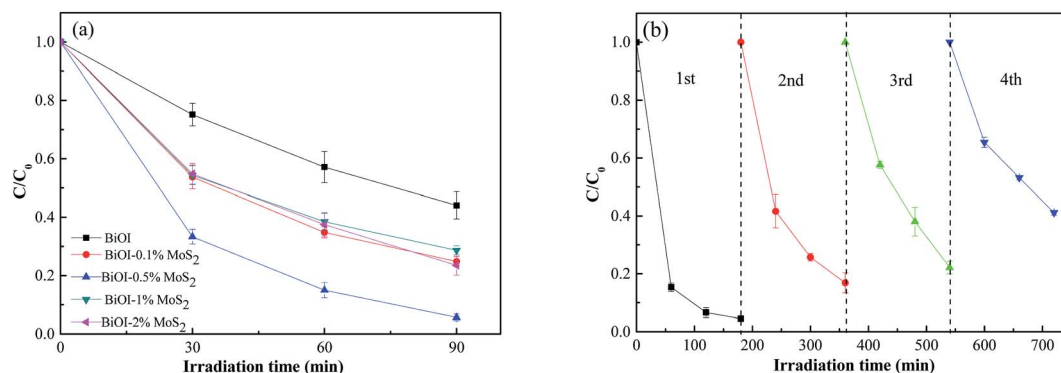 (a)
1.0
0.8
0.6
0.4
0.2
0.0
C/C₀
BiOI
BiOI-0.1% MoS₂
BiOI-0.5% MoS₂
BiOI-1% MoS₂
BiOI-2% MoS₂
0 30 60 90
Irradiation time (min)
(b)
1st 2nd 3rd 4th
1.0
0.8
0.6
0.4
0.2
0.0
C/C₀
0 100 200 300 400 500 600 700
Irradiation time (min)